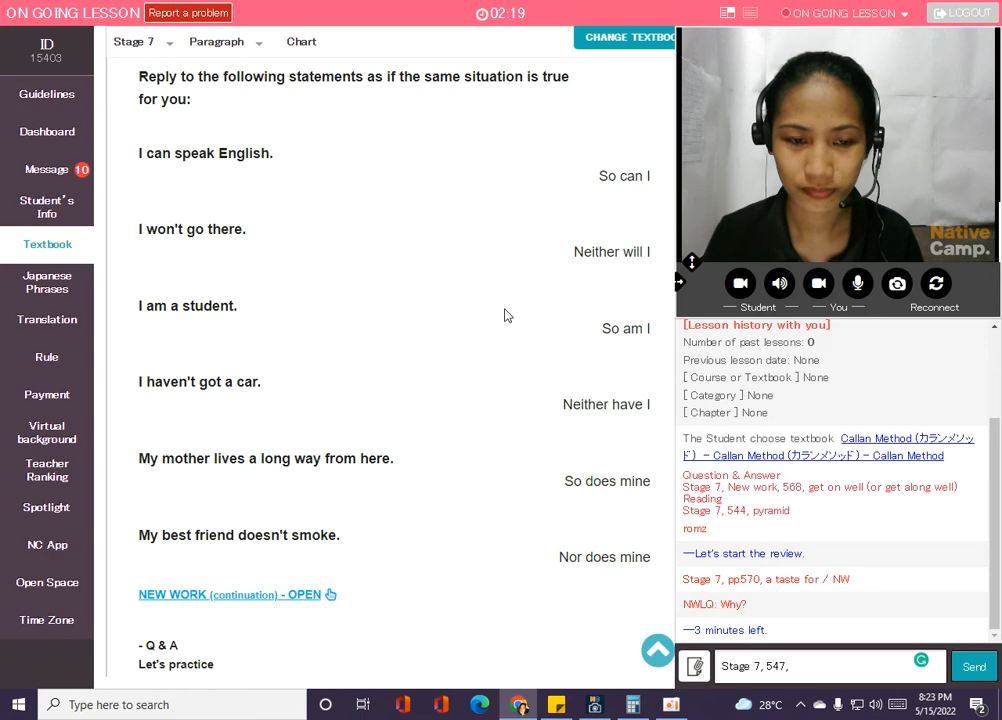 ON GOING LESSON Report a problem 02:19 ON GOING LESSON LOGOUT
ID
15403
Guidelines
Dashboard
Message 10
Student's
Info
Textbook
Japanese
Phrases
Translation
Rule
Payment
Virtual
background
Teacher
Ranking
Spotlight
NC App
Open Space
Time Zone
Stage 7 Paragraph Chart CHANGE TEXTBOO
Reply to the following statements as if the same situation is true
for you:
I can speak English.
So can I
I won't go there.
Neither will I
I am a student.
So am I
I haven't got a car.
Neither have I
My mother lives a long way from here.
So does mine
My best friend doesn't smoke.
Nor does mine
NEW WORK (continuation) - OPEN
- Q & A
Let's practice
Native
Camp.
Student You Reconnect
[Lesson history with you]
Number of past lessons: 0
Previous lesson date: None
[ Course or Textbook ] None
[ Category ] None
[ Chapter ] None
The Student choose textbook Callan Method (カランメソッ
ド) - Callan Method (カランメソッド) - Callan Method
Question & Answer
Stage 7, New work, 568, get on well (or get along well)
Reading
Stage 7, 544, pyramid
romz
—Let's start the review.
Stage 7, pp.570, a taste for / NW
NWLQ: Why?
—3 minutes left.
Stage 7, 547, Send
Type here to search 28°C 8:23 PM
5/15/2022 2